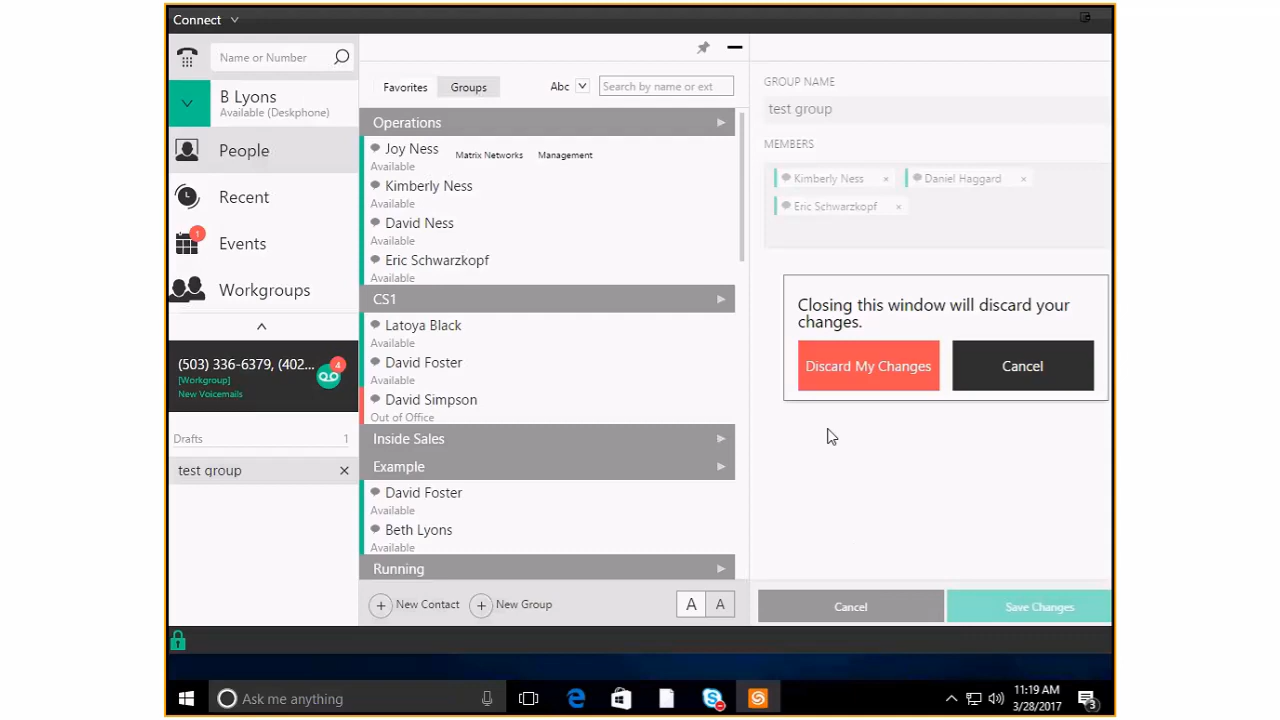 Connect
Name or Number
B Lyons
Available (Deskphone)
People
Recent
1
Events
Workgroups
(503) 336-6379, (402...
4
[Workgroup]
New Voicemails
Drafts 1
test group
Favorites Groups Abc Search by name or ext
Operations
Joy Ness Matrix Networks Management
Available
Kimberly Ness
Available
David Ness
Available
Eric Schwarzkopf
Available
CS1
Latoya Black
Available
David Foster
Available
David Simpson
Out of Office
Inside Sales
Example
David Foster
Available
Beth Lyons
Available
Running
New Contact New Group A A
GROUP NAME
test group
MEMBERS
Kimberly Ness × Daniel Haggard ×
Eric Schwarzkopf ×
Closing this window will discard your
changes.
Discard My Changes Cancel
Cancel Save Changes
Ask me anything
11:19 AM
3/28/2017
3